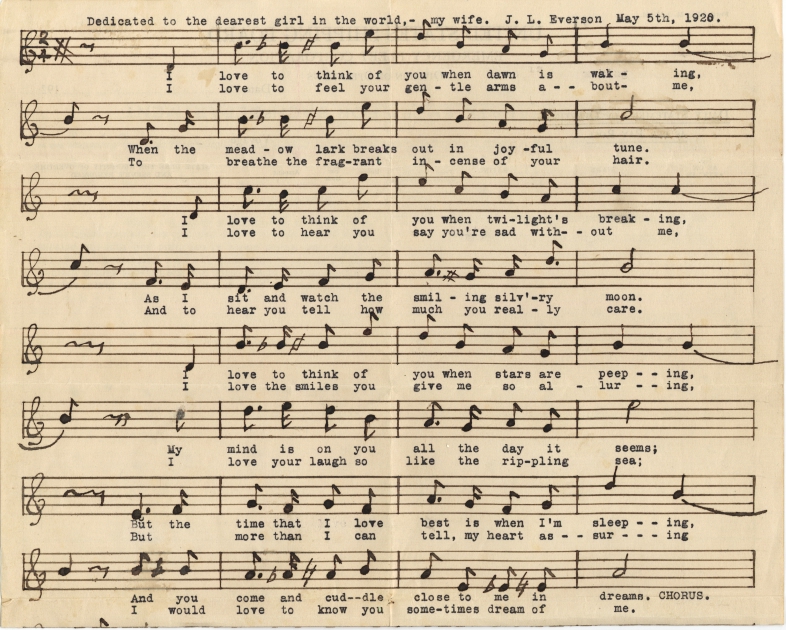 Dedicated to the dearest girl in the world,- my wife. J. L. Everson May 5th, 1920.
I love to think of you when dawn is wak - ing,
I love to feel your gen - tle arms a - - bout- me,
When the mead - ow lark breaks out in joy -ful tune.
To breathe the frag-rant in - cense of your hair.
I love to think of you when twi-light's break - ing,
I love to hear you say you're sad with- - out me,
As I sit and watch the smil - ing silv'-ry moon.
And to hear you tell how much you real - ly care.
I love to think of you when stars are peep - - ing,
I love the smiles you give me so al - lur - - ing,
My mind is on you all the day it seems;
I love your laugh so like the rip-pling sea;
But the time that I love best is when I'm sleep - - ing,
But more than I can tell, my heart as - - sur - - - ing
And you come and cud--dle close to me in dreams. CHORUS.
I would love to know you some-times dream of me.